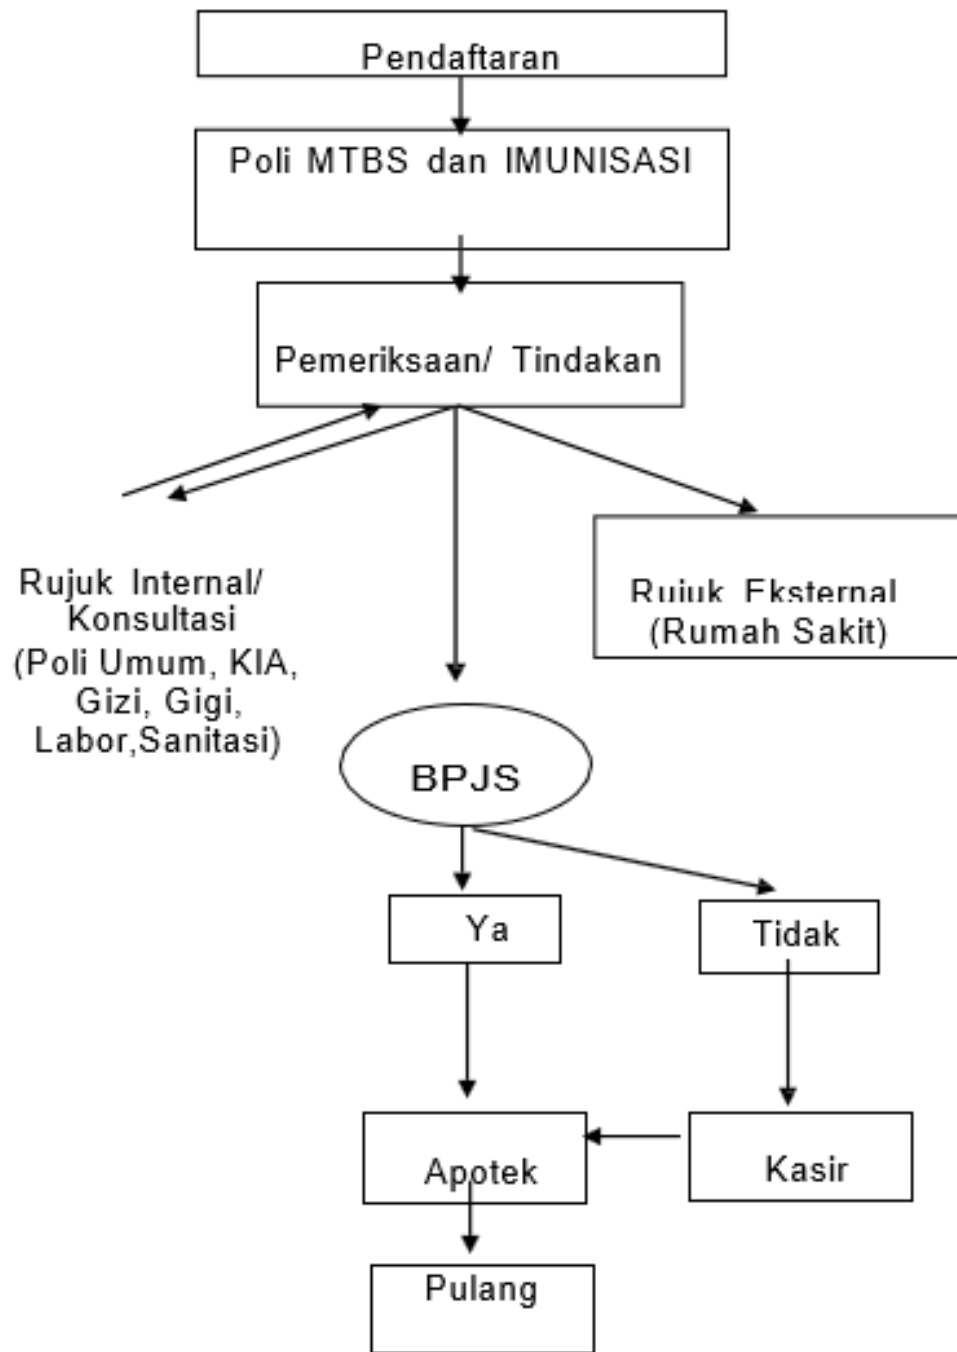 Pendaftaran
Poli MTBS dan IMUNISASI
Pemeriksaan/ Tindakan
Rujuk Internal/
Konsultasi
(Poli Umum, KIA,
Gizi, Gigi,
Labor,Sanitasi)
Rujuk Eksternal
(Rumah Sakit)
BPJS
Ya
Tidak
Apotek
Kasir
Pulang